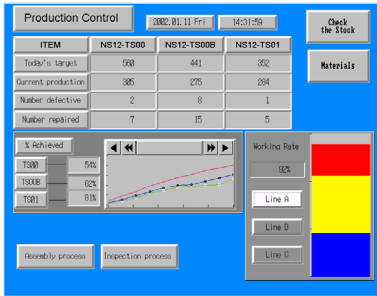 Production Control
2002.01.11 Fri 14:31:59
Check
the Stock
Materials
ITEM NS12-TS00 NS12-TS00B NS12-TS01
Today's target 560 441 352
Current production 305 275 284
Number defective 2 8 1
Number repaired 7 15 5
% Achieved
TS00 54%
TS00B 62%
TS01 81%
Working Rate
92%
Line A
Line B
Line C
Assembly process Inspection process